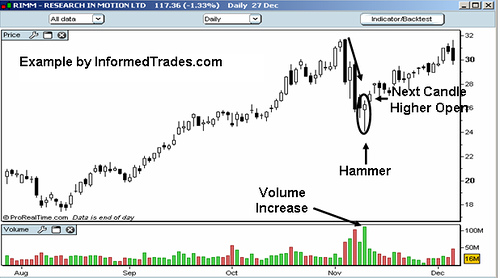 RIMM - RESEARCH IN MOTION LTD 117.36 (-1.33%) Daily 27 Dec
All data
Daily
Indicator/Backtest
Price
Example by InformedTrades.com
32
30
28
26
24
22
20
18
Next Candle
Higher Open
Hammer
Volume
Increase
©ProRealTime.com Data is end of day
Volume
100M
50M
16M
Aug
Sep
Oct
Nov
Dec